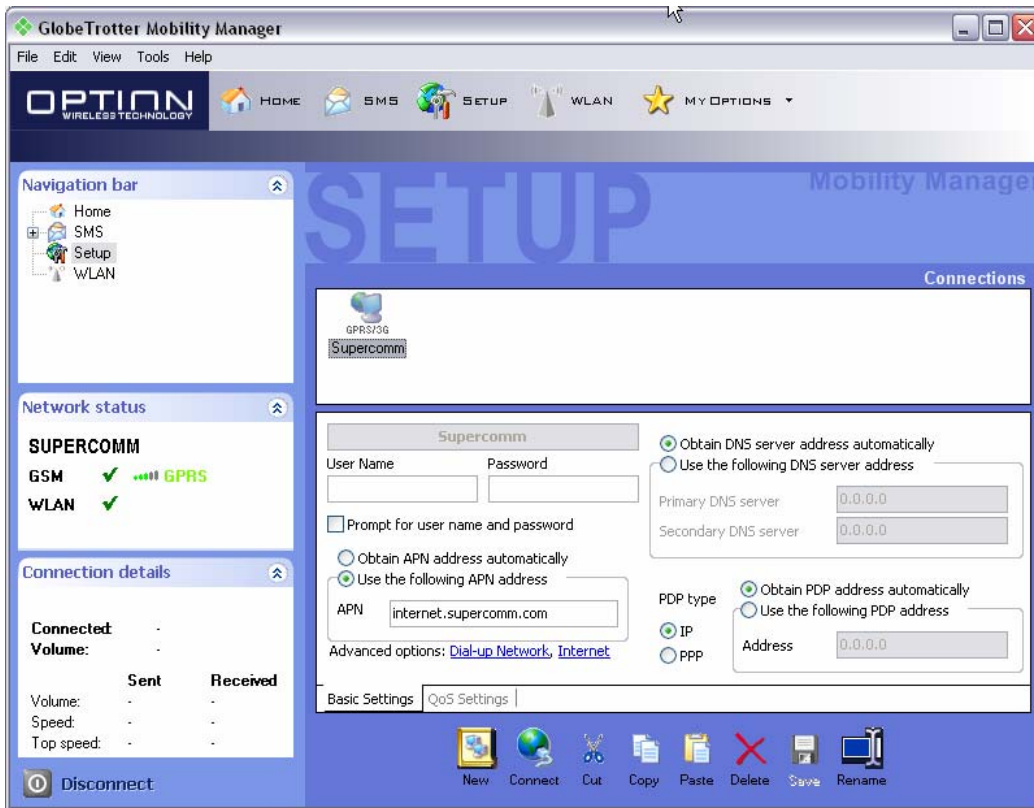 GlobeTrotter Mobility Manager
File Edit View Tools Help
OPTION
WIRELESS TECHNOLOGY
HOME SMS SETUP WLAN MY OPTIONS
Navigation bar
Home
SMS
Setup
WLAN
SETUP
Mobility Manager
Connections
GPRS/3G
Supercomm
Network status
SUPERCOMM
GSM GPRS
WLAN
Connection details
Connected: -
Volume: -
Sent Received
Volume: - -
Speed: - -
Top speed: - -
Disconnect
Supercomm
User Name Password
Prompt for user name and password
Obtain APN address automatically
Use the following APN address
APN internet.supercomm.com
Advanced options: Dial-up Network, Internet
Obtain DNS server address automatically
Use the following DNS server address
Primary DNS server 0.0.0.0
Secondary DNS server 0.0.0.0
PDP type
IP
PPP
Obtain PDP address automatically
Use the following PDP address
Address 0.0.0.0
Basic Settings QoS Settings
New Connect Cut Copy Paste Delete Save Rename